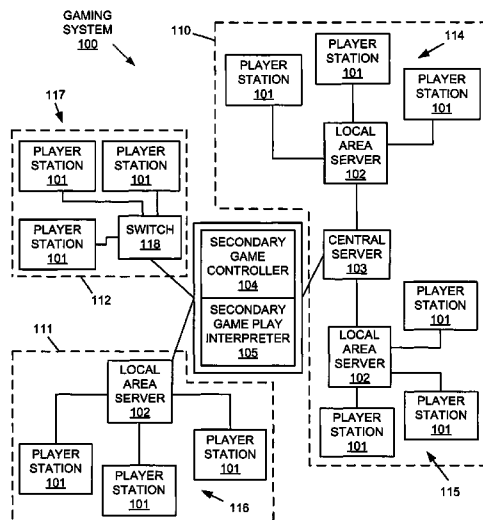 GAMING
SYSTEM
100
110
PLAYER
STATION
101
PLAYER
STATION
101
114
PLAYER
STATION
101
LOCAL
AREA
SERVER
102
117
PLAYER
STATION
101
PLAYER
STATION
101
PLAYER
STATION
101
SWITCH
118
112
SECONDARY
GAME
CONTROLLER
104
SECONDARY
GAME PLAY
INTERPRETER
105
CENTRAL
SERVER
103
PLAYER
STATION
101
LOCAL
AREA
SERVER
102
PLAYER
STATION
101
PLAYER
STATION
101
115
111
LOCAL
AREA
SERVER
102
PLAYER
STATION
101
PLAYER
STATION
101
PLAYER
STATION
101
116